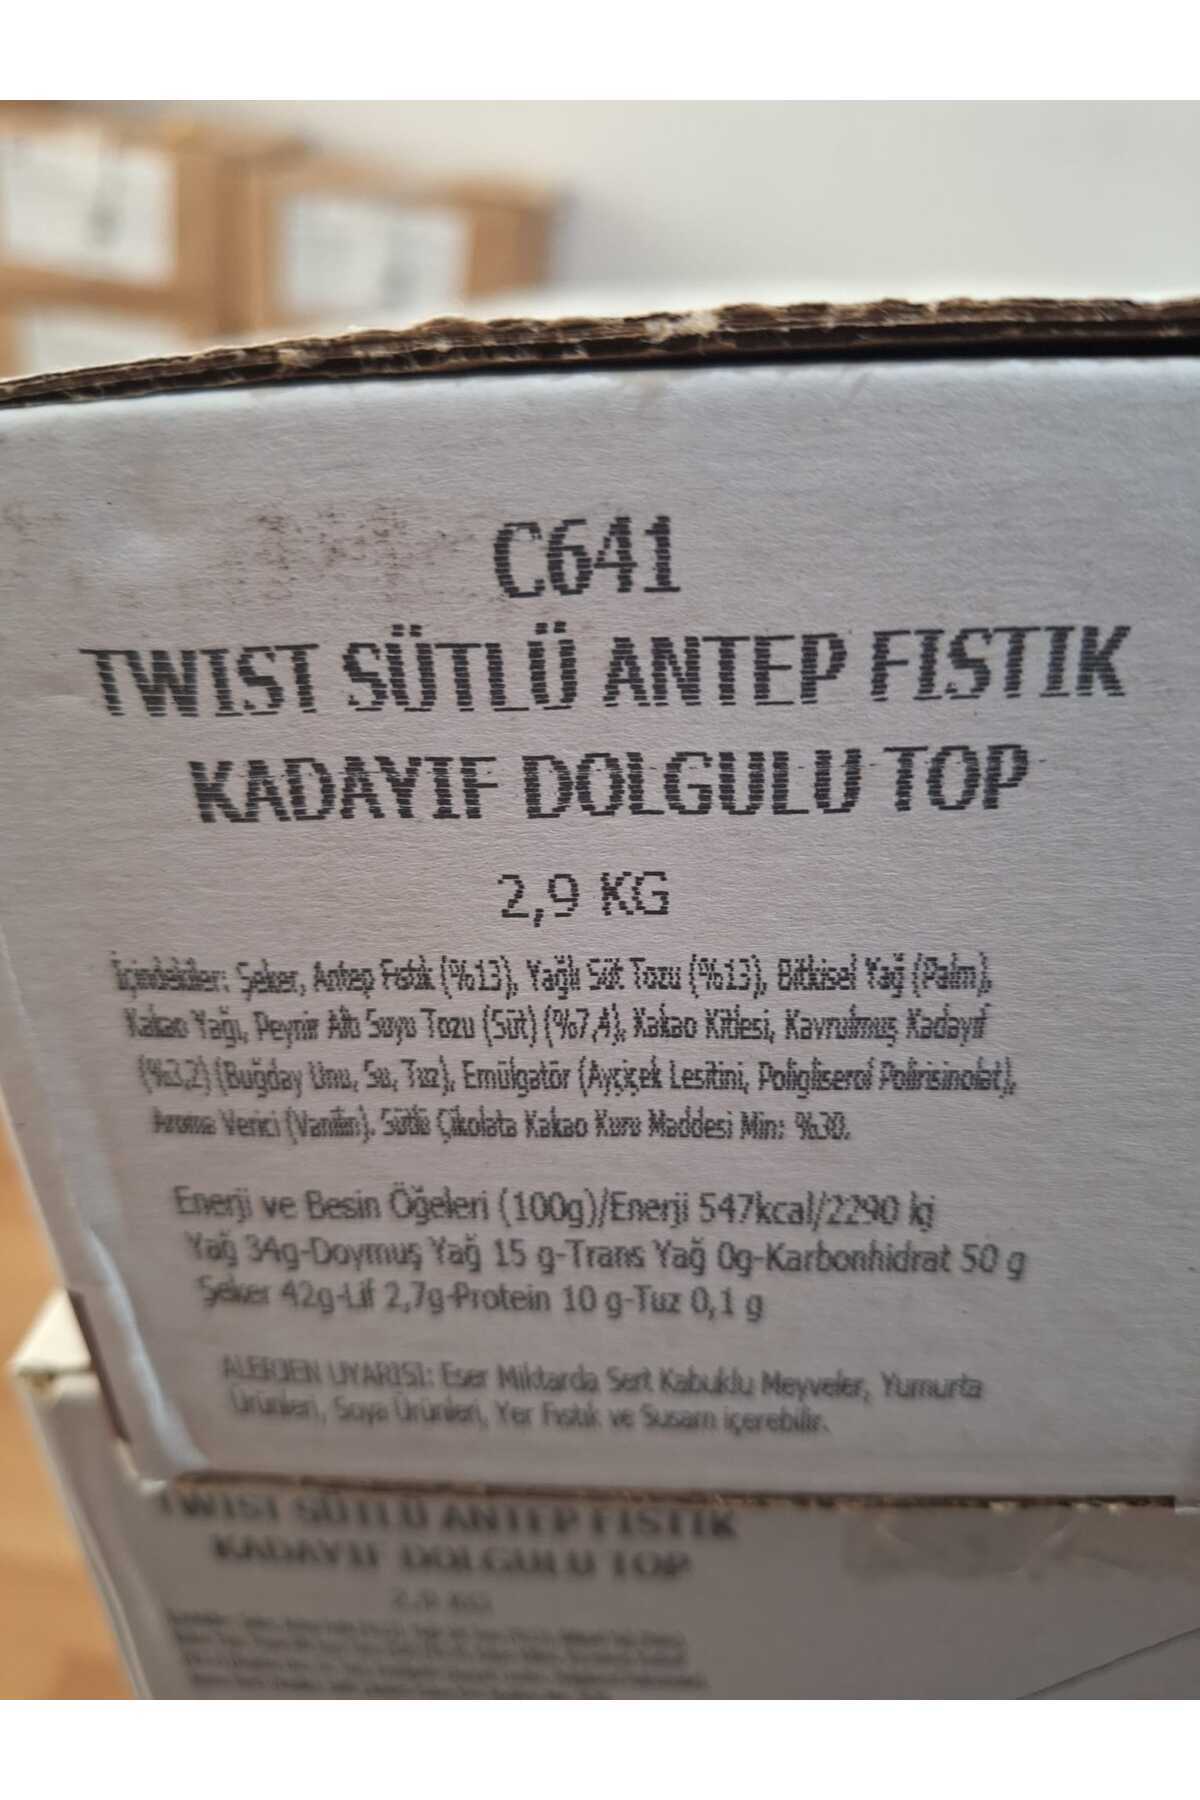 C641
TWIST SÜTLÜ ANTEP FISTIK
KADAYIF DOLGULU TOP
2,9 KG
İçindekiler: Şeker, Antep Fıstık (%13), Yağlı Süt Tozu (%13), Bitkisel Yağ (Palm),
Kakao Yağı, Peynir Altı Suyu Tozu (Süt) (%7,4), Kakao Kitlesi, Kavrulmuş Kadayıf
(%3,2) (Buğday Unu, Su, Tuz), Emülgatör (Ayçiçek Lesitini, Poligliserol Polirisinolat),
Aroma Verici (Vanilin). Sütlü Çikolata Kakao Kuru Maddesi Min: %30.
Enerji ve Besin Öğeleri (100g)/Enerji 547kcal/2290 kj
Yağ 34g-Doymuş Yağ 15 g-Trans Yağ 0g-Karbonhidrat 50 g
Şeker 42g-Lif 2,7g-Protein 10 g-Tuz 0,1 g
ALERJEN UYARISI: Eser Miktarda Sert Kabuklu Meyveler, Yumurta
Ürünleri, Soya Ürünleri, Yer Fıstık ve Susam içerebilir.
TWIST SÜTLÜ ANTEP FISTIK
KADAYIF DOLGULU TOP
2,9 KG